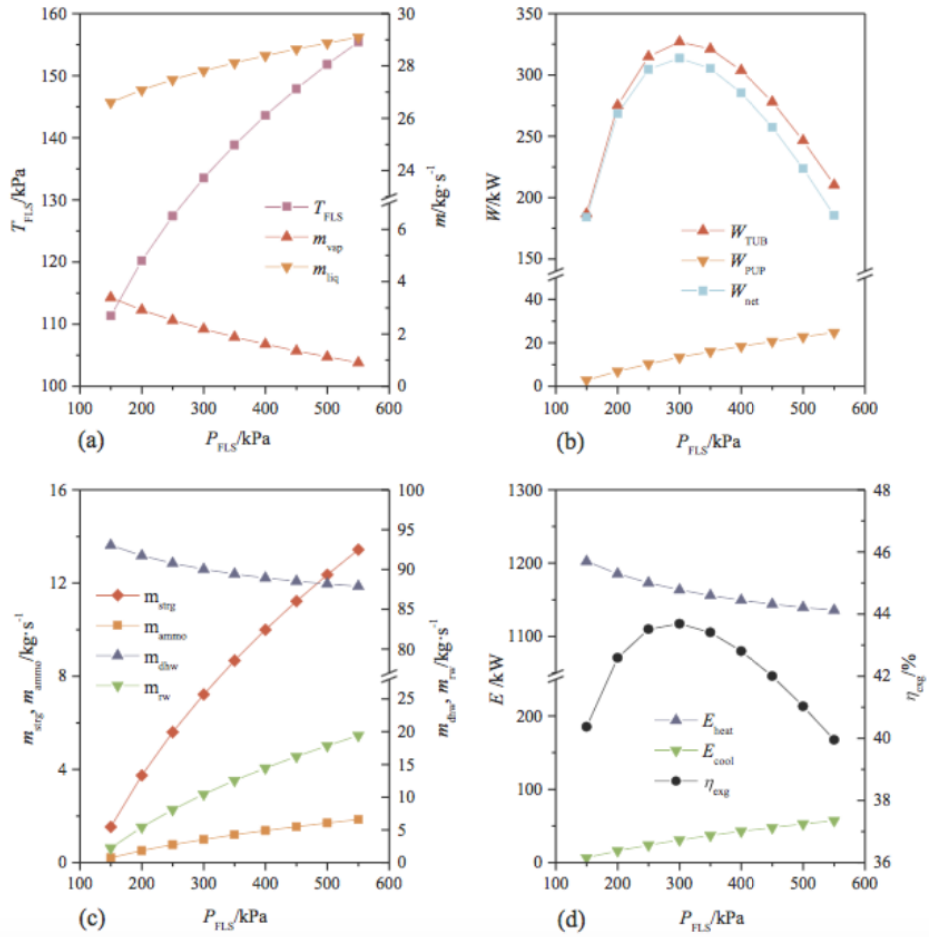 160
150
140
130
120
110
100
T_FLS/kPa
30
28
26
24
6
4
2
0
m/kg·s⁻¹
T_FLS
m_vap
m_liq
100 200 300 400 500 600
(a)
P_FLS/kPa
350
300
250
200
150
40
20
0
W/kW
W_TUB
W_PUP
W_net
100 200 300 400 500 600
(b)
P_FLS/kPa
16
12
8
4
0
m_strg, m_ammo/kg·s⁻¹
100
95
90
85
80
25
20
15
10
5
0
m_dhw, m_rw/kg·s⁻¹
m_strg
m_ammo
m_dhw
m_rw
100 200 300 400 500 600
(c)
P_FLS/kPa
1300
1200
1100
200
100
0
E /kW
48
46
44
42
40
38
36
η_exg/%
E_heat
E_cool
η_exg
100 200 300 400 500 600
(d)
P_FLS/kPa